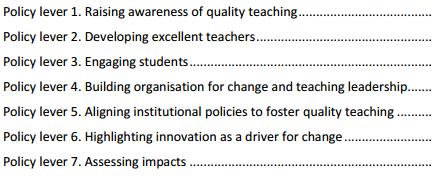 Policy lever 1. Raising awareness of quality teaching.................................
Policy lever 2. Developing excellent teachers............................................
Policy lever 3. Engaging students.............................................................
Policy lever 4. Building organisation for change and teaching leadership.......
Policy lever 5. Aligning institutional policies to foster quality teaching ..........
Policy lever 6. Highlighting innovation as a driver for change......................
Policy lever 7. Assessing impacts .............................................................